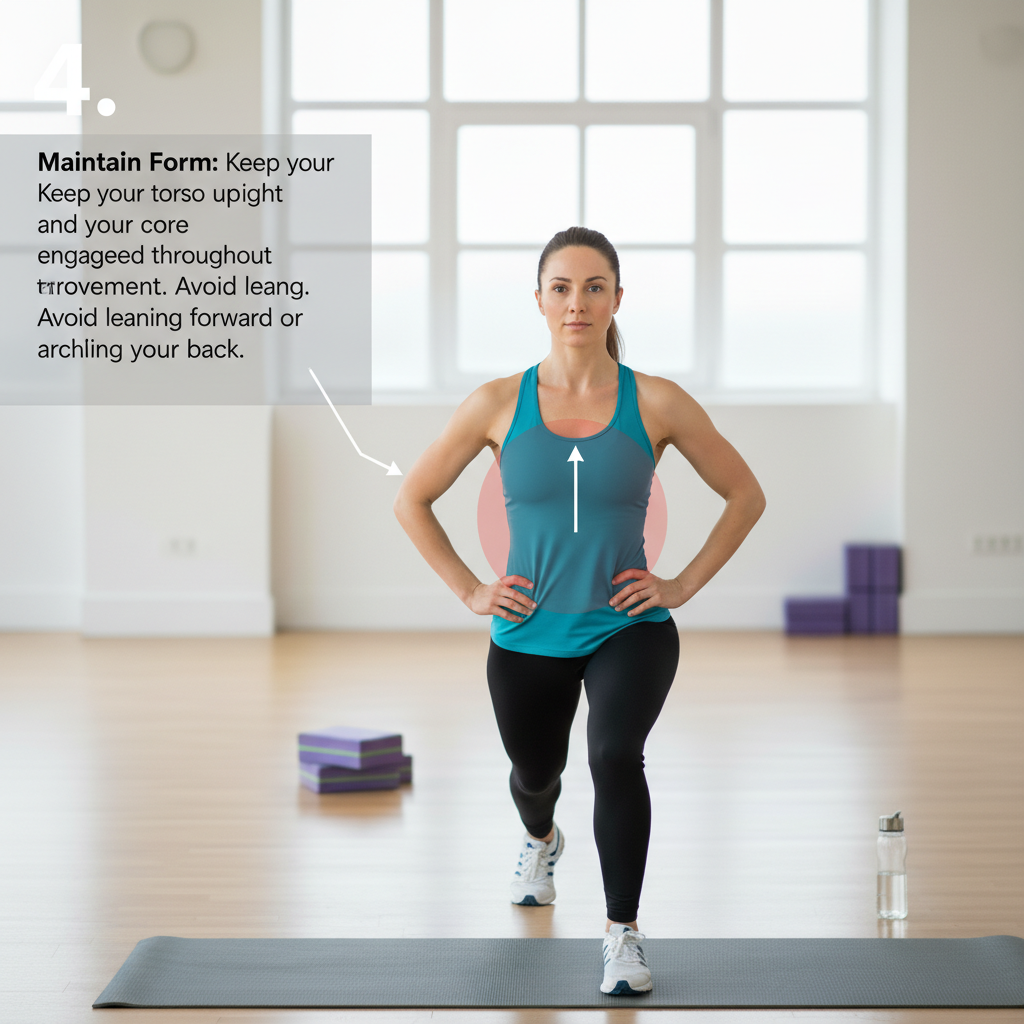 4.
Maintain Form: Keep your
Keep your torso upight
and your core
engageed throughout
Avoid leang.
Avoid leaning forward or
archling your back.